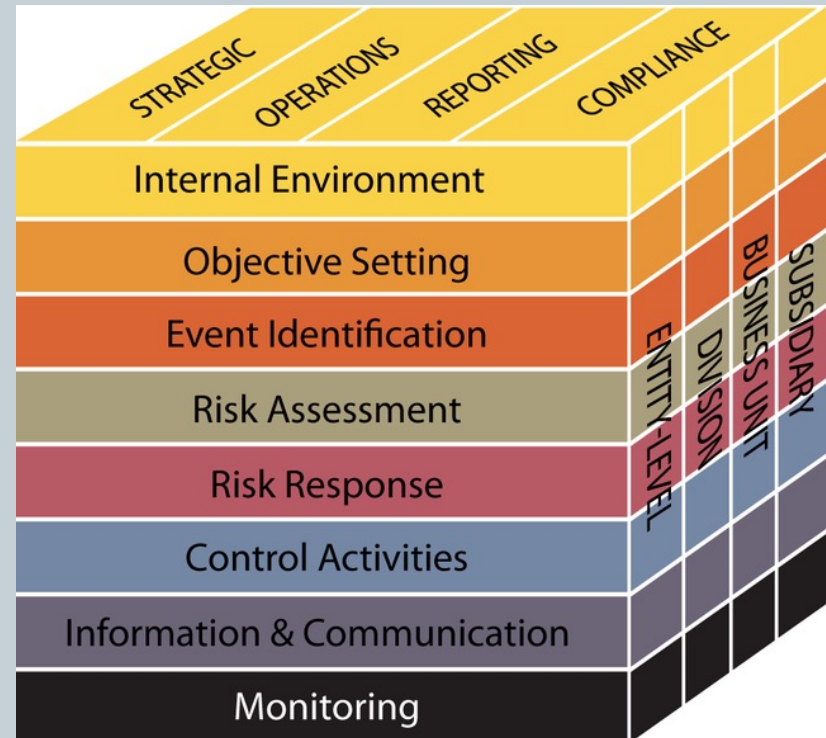 STRATEGIC
OPERATIONS
REPORTING
COMPLIANCE
Internal Environment
Objective Setting
Event Identification
Risk Assessment
Risk Response
Control Activities
Information & Communication
Monitoring
ENTITY-LEVEL
DIVISION
BUSINESS UNIT
SUBSIDIARY